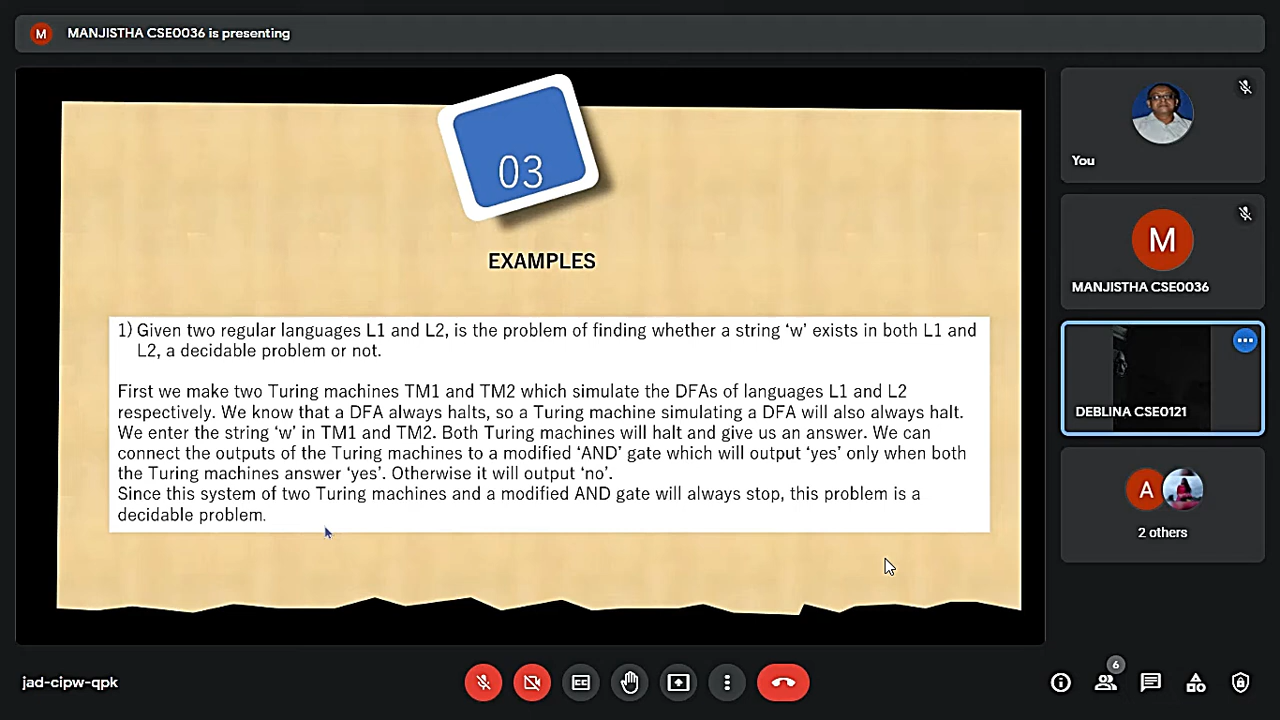 M MANJISTHA CSE0036 is presenting
03
EXAMPLES
1) Given two regular languages L1 and L2, is the problem of finding whether a string ‘w’ exists in both L1 and
L2, a decidable problem or not.
First we make two Turing machines TM1 and TM2 which simulate the DFAs of languages L1 and L2
respectively. We know that a DFA always halts, so a Turing machine simulating a DFA will also always halt.
We enter the string ‘w’ in TM1 and TM2. Both Turing machines will halt and give us an answer. We can
connect the outputs of the Turing machines to a modified ‘AND’ gate which will output ‘yes’ only when both
the Turing machines answer ‘yes’. Otherwise it will output ‘no’.
Since this system of two Turing machines and a modified AND gate will always stop, this problem is a
decidable problem.
You
M
MANJISTHA CSE0036
DEBLINA CSE0121
A
2 others
jad-cipw-qpk
CC
6